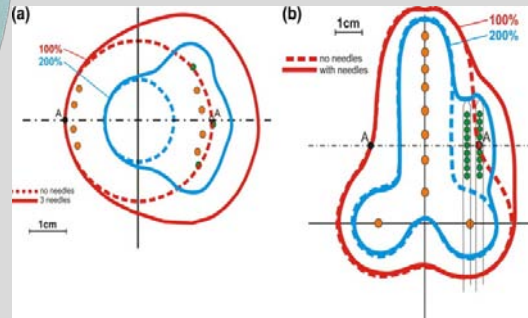 (a)
100%
200%
A
A
no needles
3 needles
1cm
(b)
1cm
100%
200%
no needles
with needles
A
A